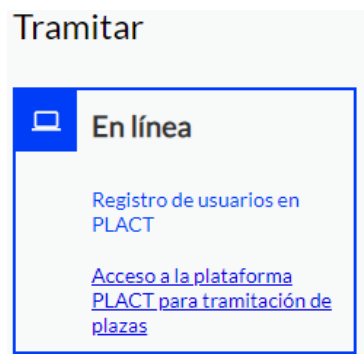 Tramitar
En línea
Registro de usuarios en
PLACT
Acceso a la plataforma
PLACT para tramitación de
plazas